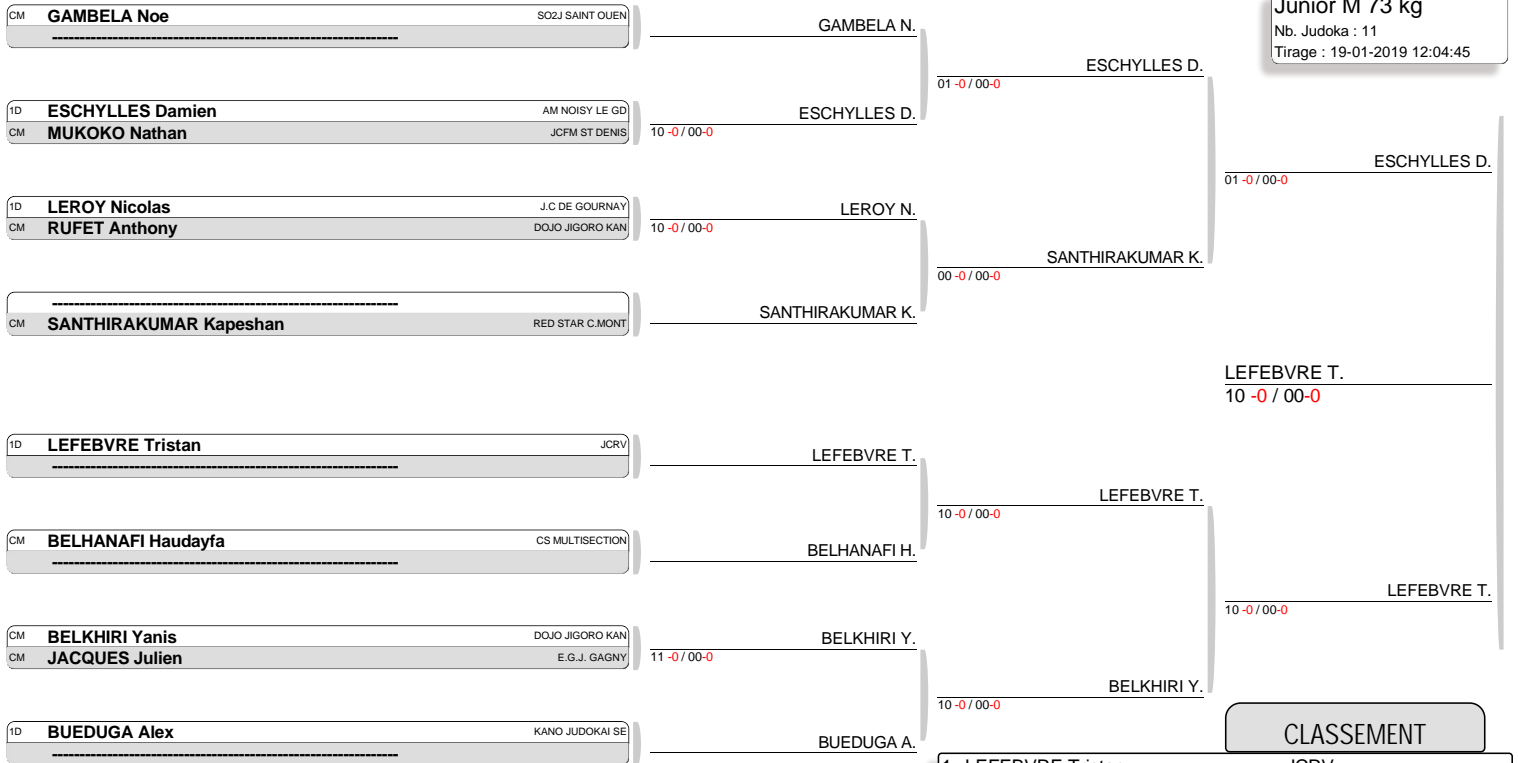 Junior M 73 kg
Nb. Judoka : 11
Tirage : 19-01-2019 12:04:45
CM GAMBELA Noe SO2J SAINT OUEN
------------------------------------------------------------------
GAMBELA N.
ESCHYLLES D.
01 -0 / 00-0
1D ESCHYLLES Damien AM NOISY LE GD
CM MUKOKO Nathan JCFM ST DENIS
ESCHYLLES D.
10 -0 / 00-0
ESCHYLLES D.
01 -0 / 00-0
1D LEROY Nicolas J.C DE GOURNAY
CM RUFET Anthony DOJO JIGORO KAN
LEROY N.
10 -0 / 00-0
SANTHIRAKUMAR K.
00 -0 / 00-0
------------------------------------------------------------------
CM SANTHIRAKUMAR Kapeshan RED STAR C.MONT
SANTHIRAKUMAR K.
LEFEBVRE T.
10 -0 / 00-0
1D LEFEBVRE Tristan JCRV
------------------------------------------------------------------
LEFEBVRE T.
LEFEBVRE T.
10 -0 / 00-0
CM BELHANAFI Haudayfa CS MULTISECTION
------------------------------------------------------------------
BELHANAFI H.
LEFEBVRE T.
10 -0 / 00-0
CM BELKHIRI Yanis DOJO JIGORO KAN
CM JACQUES Julien E.G.J. GAGNY
BELKHIRI Y.
11 -0 / 00-0
BELKHIRI Y.
10 -0 / 00-0
1D BUEDUGA Alex KANO JUDOKAI SE
------------------------------------------------------------------
BUEDUGA A.
CLASSEMENT
1. LEFEBVRE Tristan JCRV